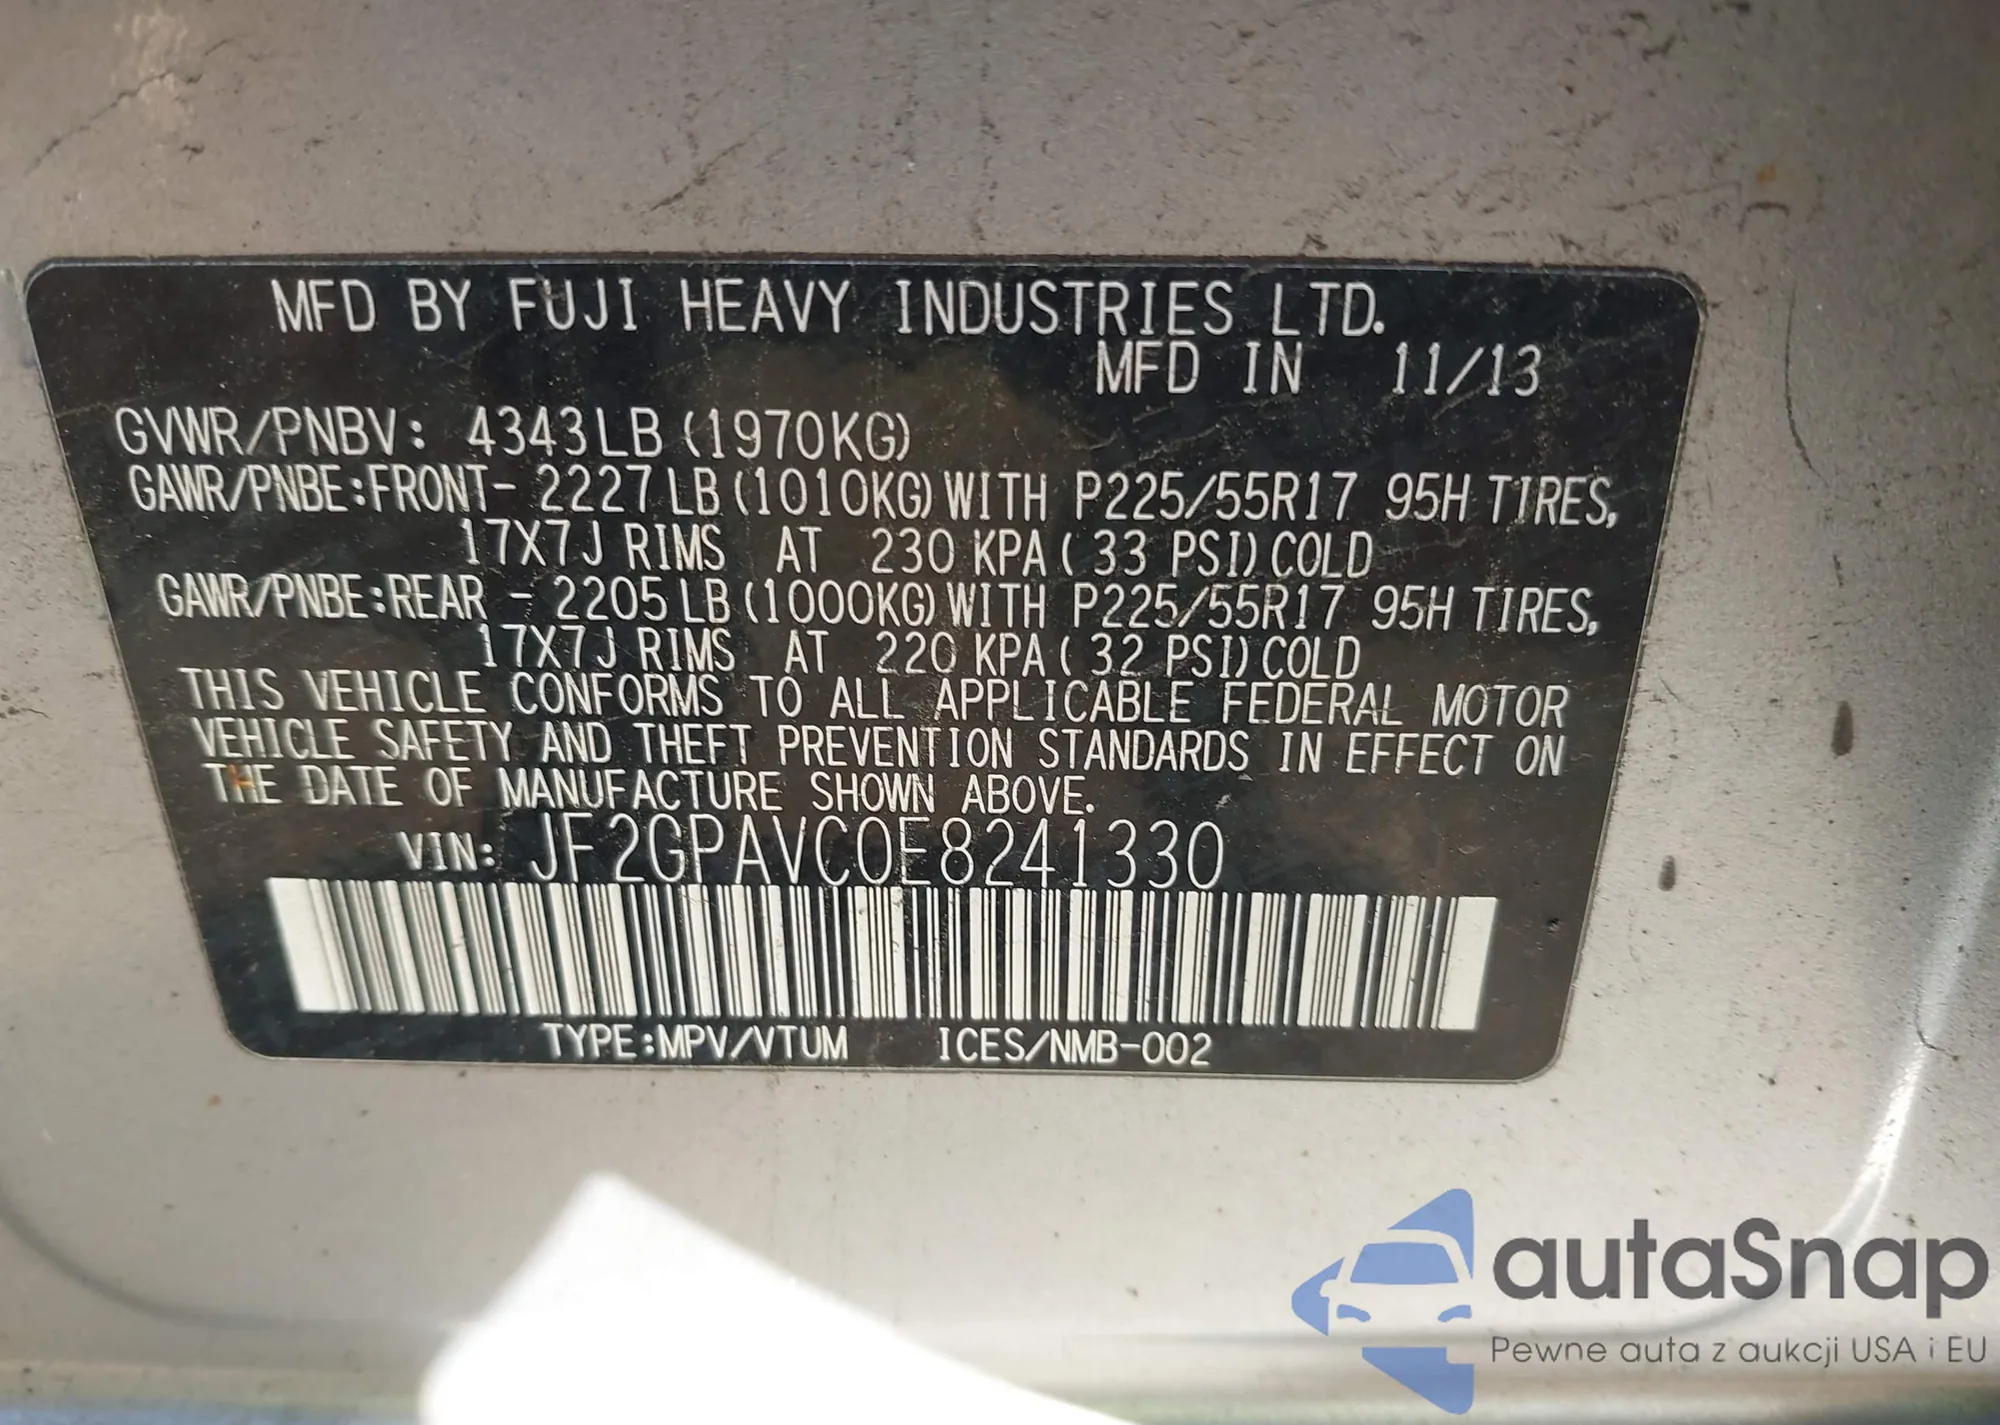 MFD BY FUJI HEAVY INDUSTRIES LTD.
MFD IN 11/13
GVWR/PNBV: 4343LB (1970KG)
GAWR/PNBE:FRONT- 2227LB(1010KG)WITH P225/55R17 95H TIRES,
17X7J RIMS AT 230 KPA( 33 PSI)COLD
GAWR/PNBE:REAR - 2205LB(1000KG)WITH P225/55R17 95H TIRES,
17X7J RIMS AT 220 KPA( 32 PSI)COLD
THIS VEHICLE CONFORMS TO ALL APPLICABLE FEDERAL MOTOR
VEHICLE SAFETY AND THEFT PREVENTION STANDARDS IN EFFECT ON
THE DATE OF MANUFACTURE SHOWN ABOVE.
VIN: JF2GPAVC0E8241330
TYPE:MPV/VTUM ICES/NMB-002
autaSnap
Pewne auta z aukcji USA i EU